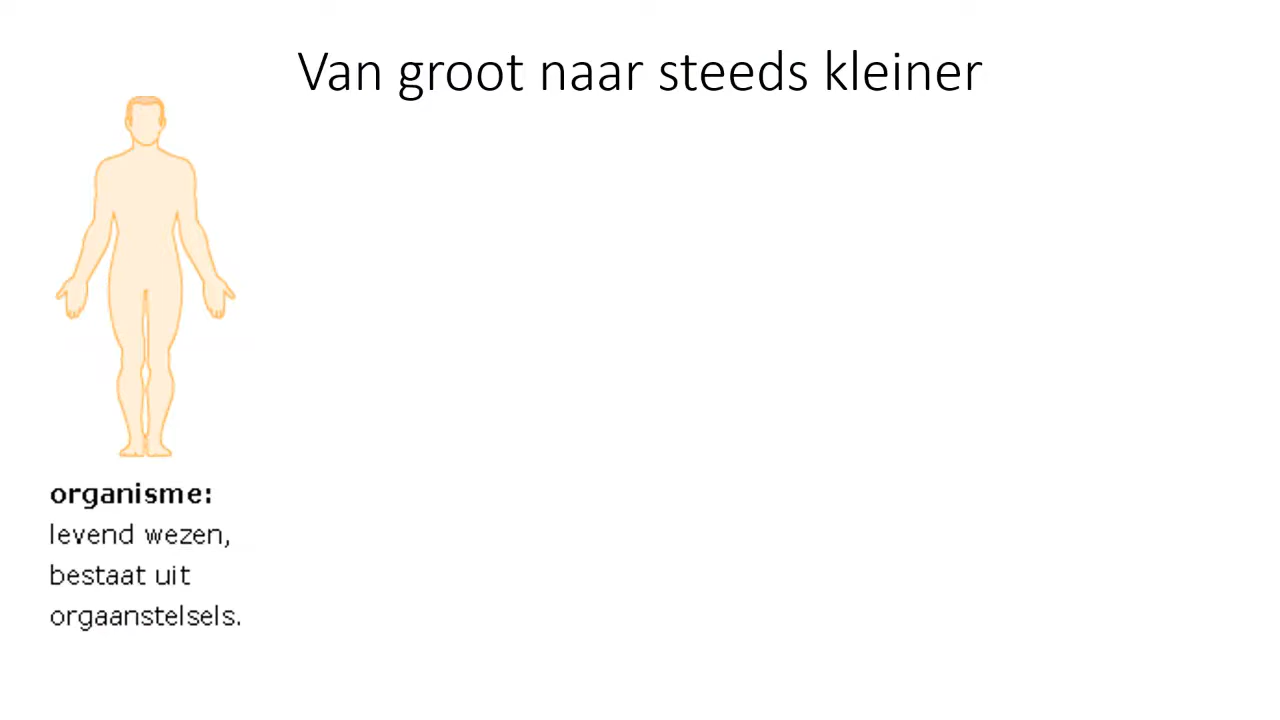 Van groot naar steeds kleiner
organisme:
levend wezen,
bestaat uit
orgaanstelsels.